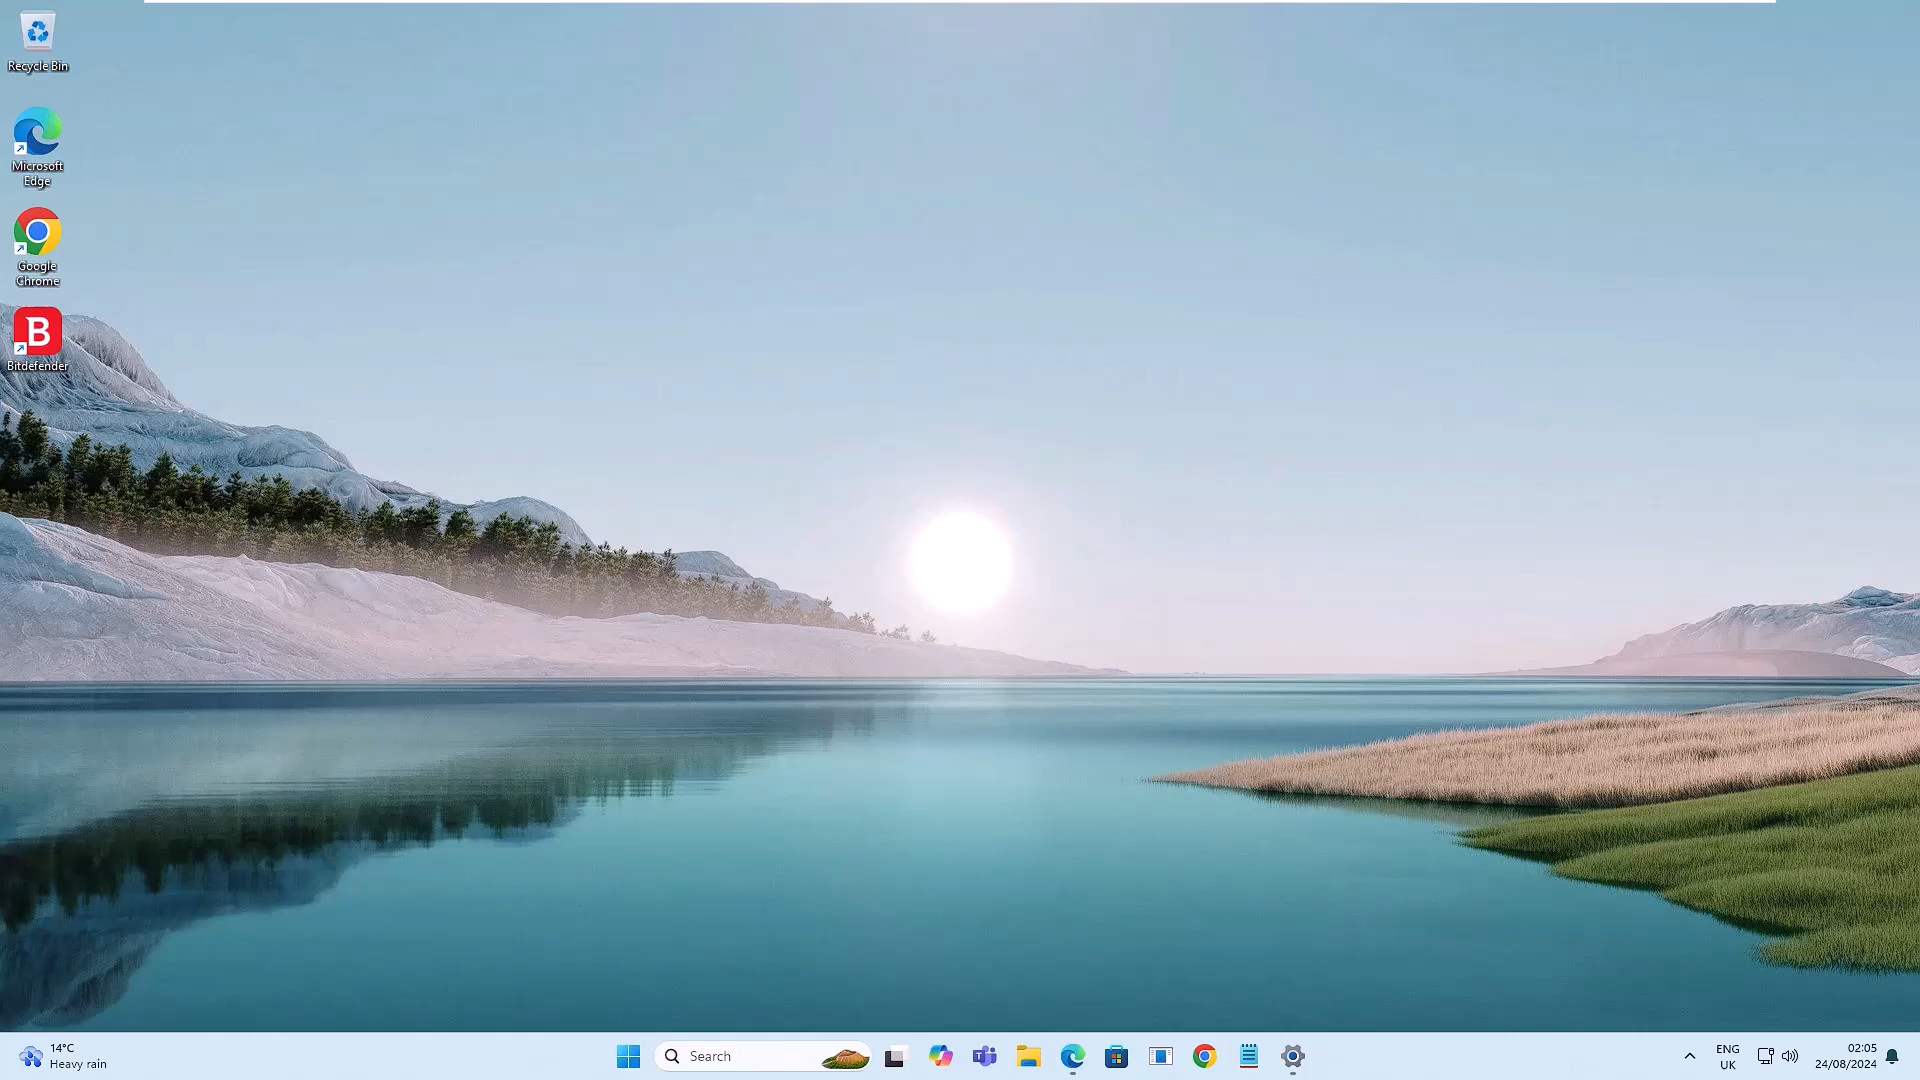 Recycle Bin
Microsoft
Edge
Google
Chrome
B
Bitdefender
14°C
Heavy rain
Search
ENG
UK
02:05
24/08/2024